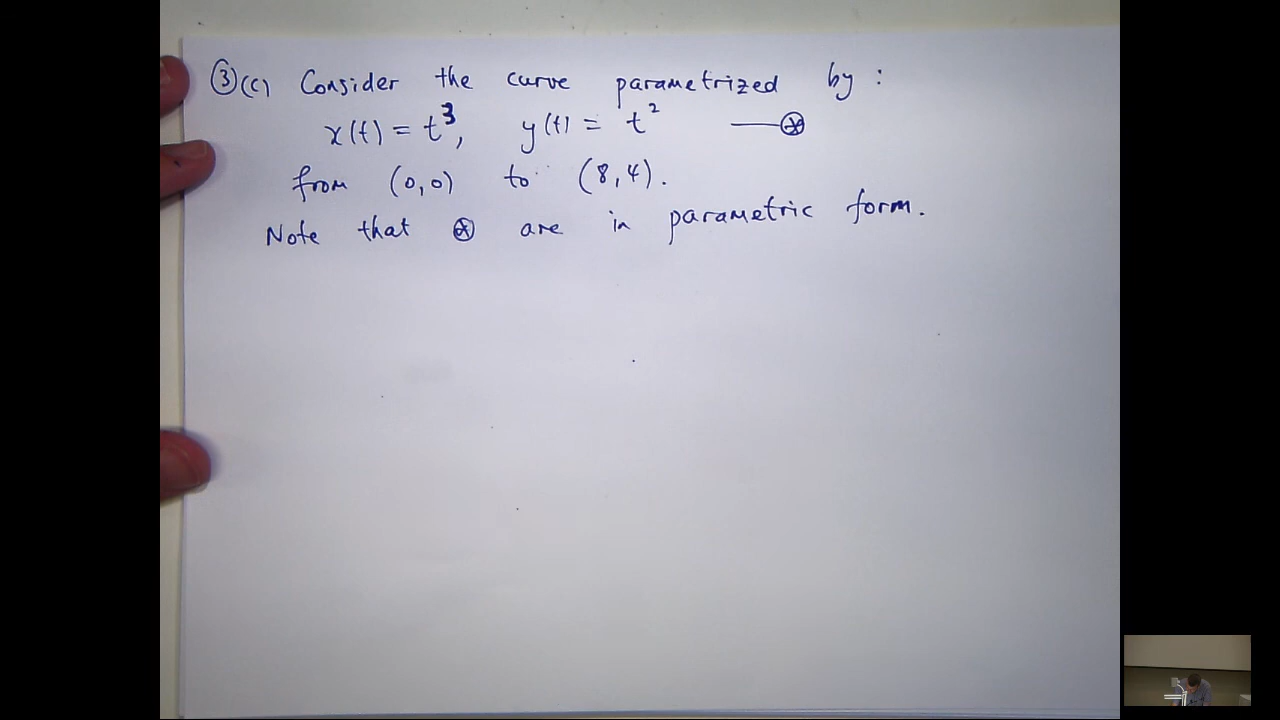 ③(c) Consider the curve parametrized by :
x(t) = t³, y(t) = t² —⊛
from (0,0) to (8,4).
Note that ⊛ are in parametric form.